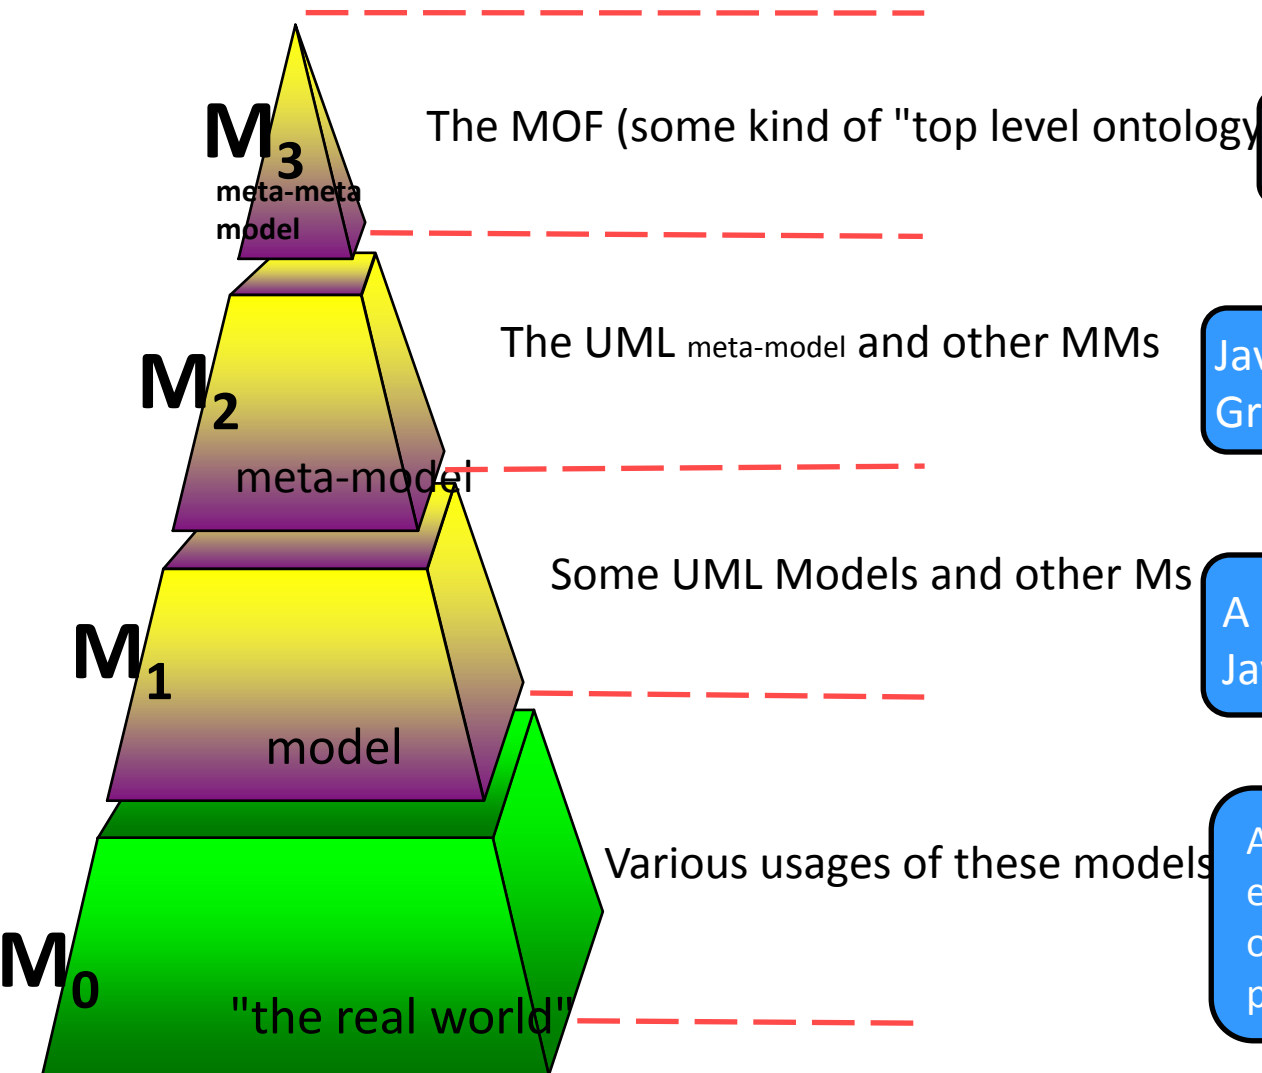 M3
meta-meta
model
The MOF (some kind of "top level ontology
M2
meta-model
The UML meta-model and other MMs
M1
model
Some UML Models and other Ms
A
M0
"the real world"
Various usages of these models